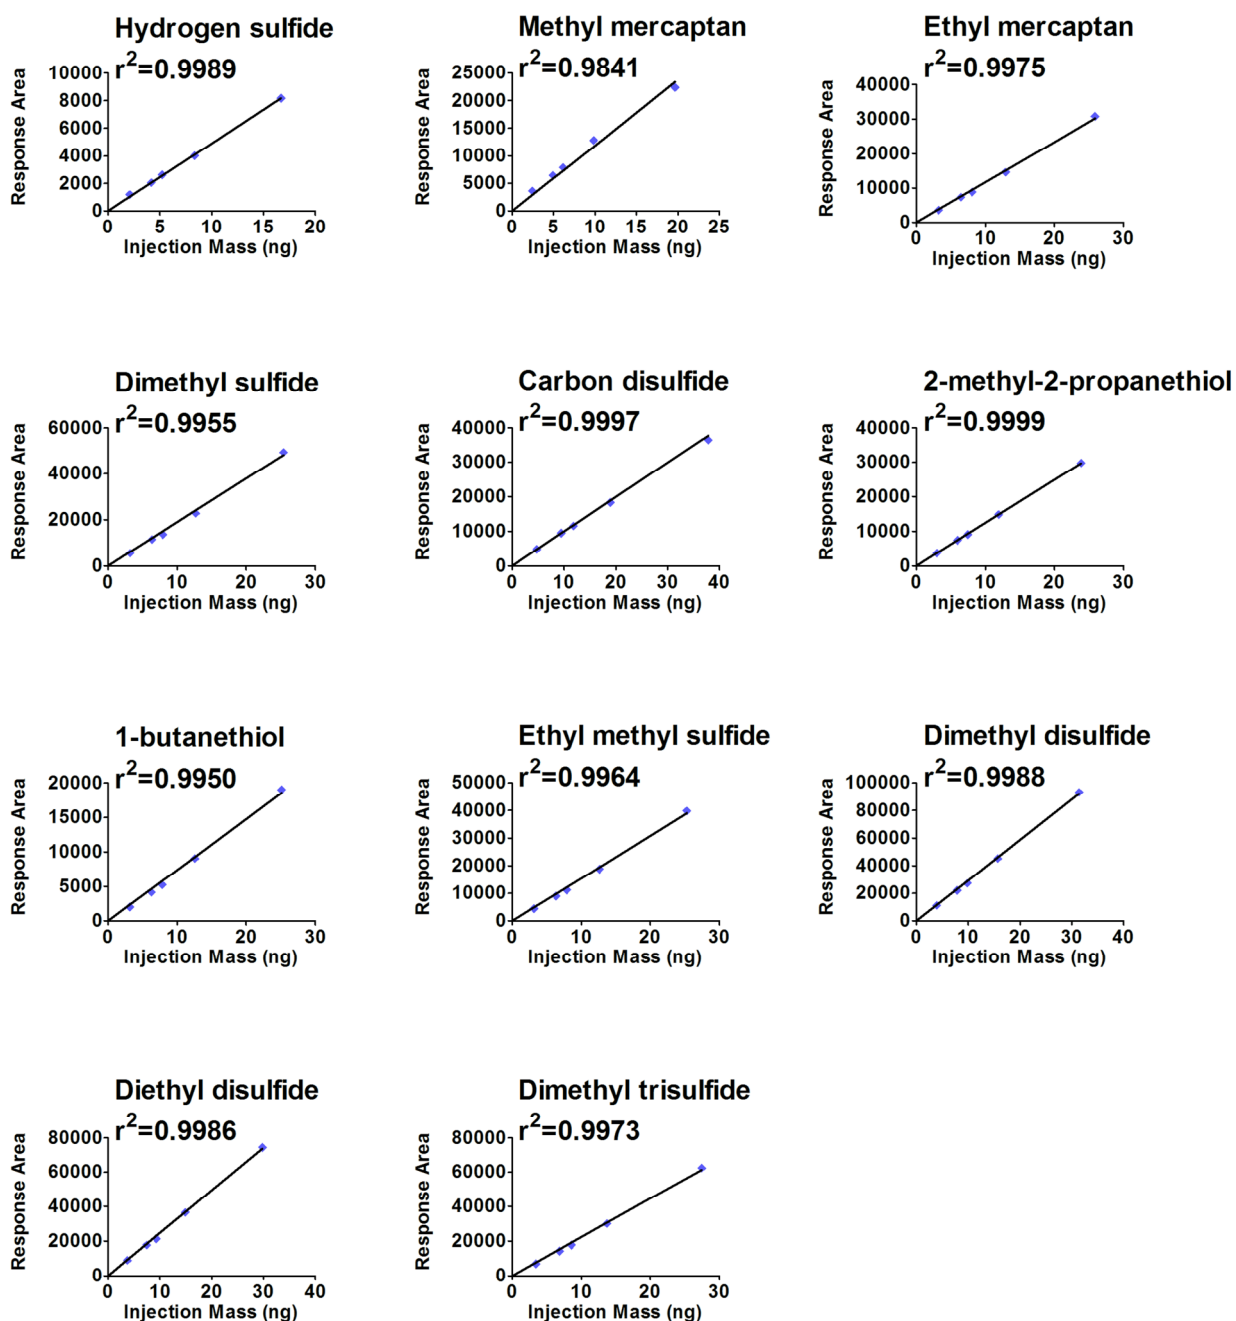 Hydrogen sulfide
r²=0.9989
Response Area
10000
8000
6000
4000
2000
0
0 5 10 15 20
Injection Mass (ng)
Methyl mercaptan
r²=0.9841
Response Area
25000
20000
15000
10000
5000
0
0 5 10 15 20 25
Injection Mass (ng)
Ethyl mercaptan
r²=0.9975
Response Area
40000
30000
20000
10000
0
0 10 20 30
Injection Mass (ng)
Dimethyl sulfide
r²=0.9955
Response Area
60000
40000
20000
0
0 10 20 30
Injection Mass (ng)
Carbon disulfide
r²=0.9997
Response Area
40000
30000
20000
10000
0
0 10 20 30 40
Injection Mass (ng)
2-methyl-2-propanethiol
r²=0.9999
Response Area
40000
30000
20000
10000
0
0 10 20 30
Injection Mass (ng)
1-butanethiol
r²=0.9950
Response Area
20000
15000
10000
5000
0
0 10 20 30
Injection Mass (ng)
Ethyl methyl sulfide
r²=0.9964
Response Area
50000
40000
30000
20000
10000
0
0 10 20 30
Injection Mass (ng)
Dimethyl disulfide
r²=0.9988
Response Area
100000
80000
60000
40000
20000
0
0 10 20 30 40
Injection Mass (ng)
Diethyl disulfide
r²=0.9986
Response Area
80000
60000
40000
20000
0
0 10 20 30 40
Injection Mass (ng)
Dimethyl trisulfide
r²=0.9973
Response Area
80000
60000
40000
20000
0
0 10 20 30
Injection Mass (ng)